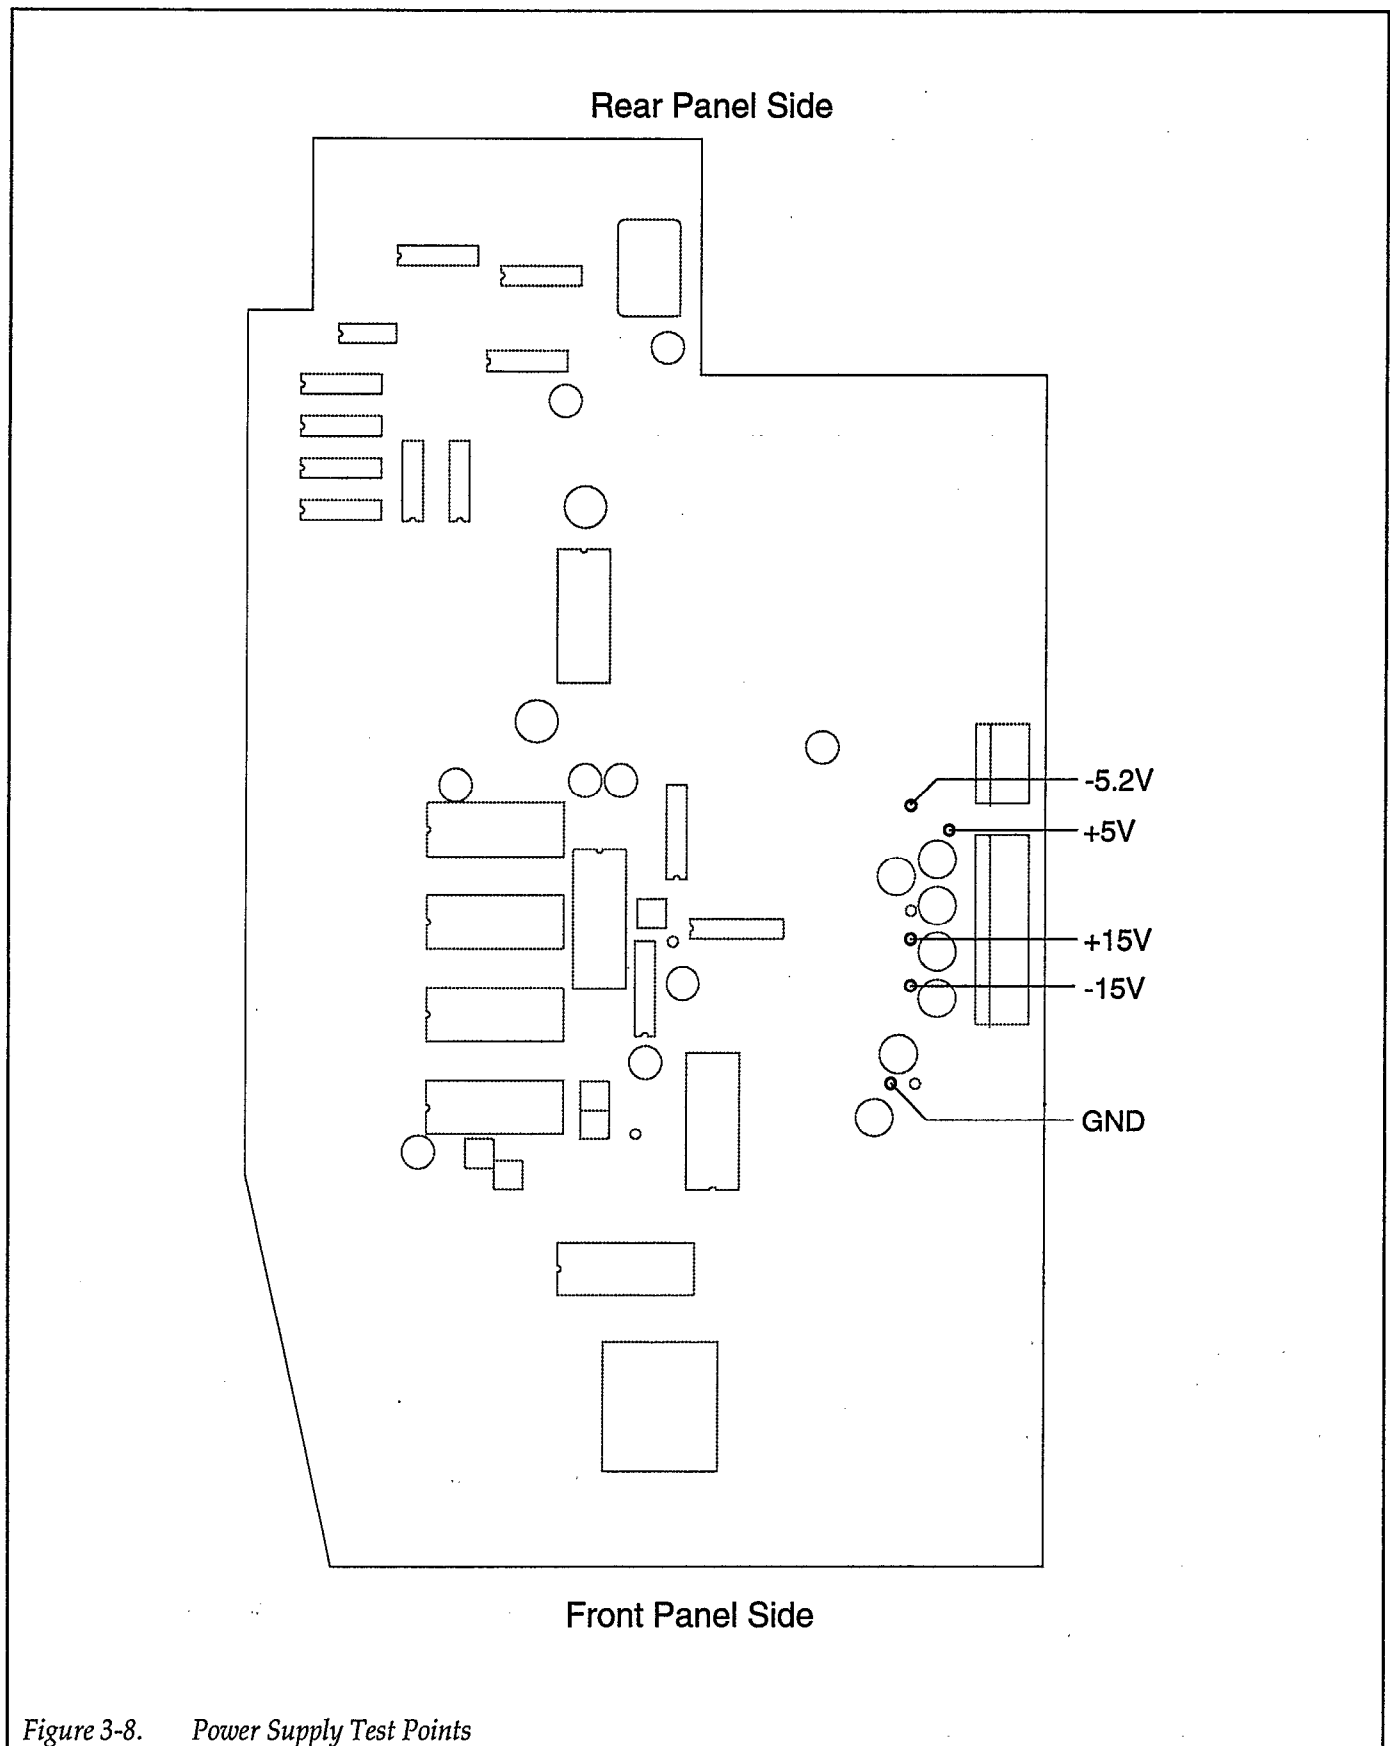 Rear Panel Side
-5.2V
+5V
+15V
-15V
GND
Front Panel Side
Figure 3-8. Power Supply Test Points